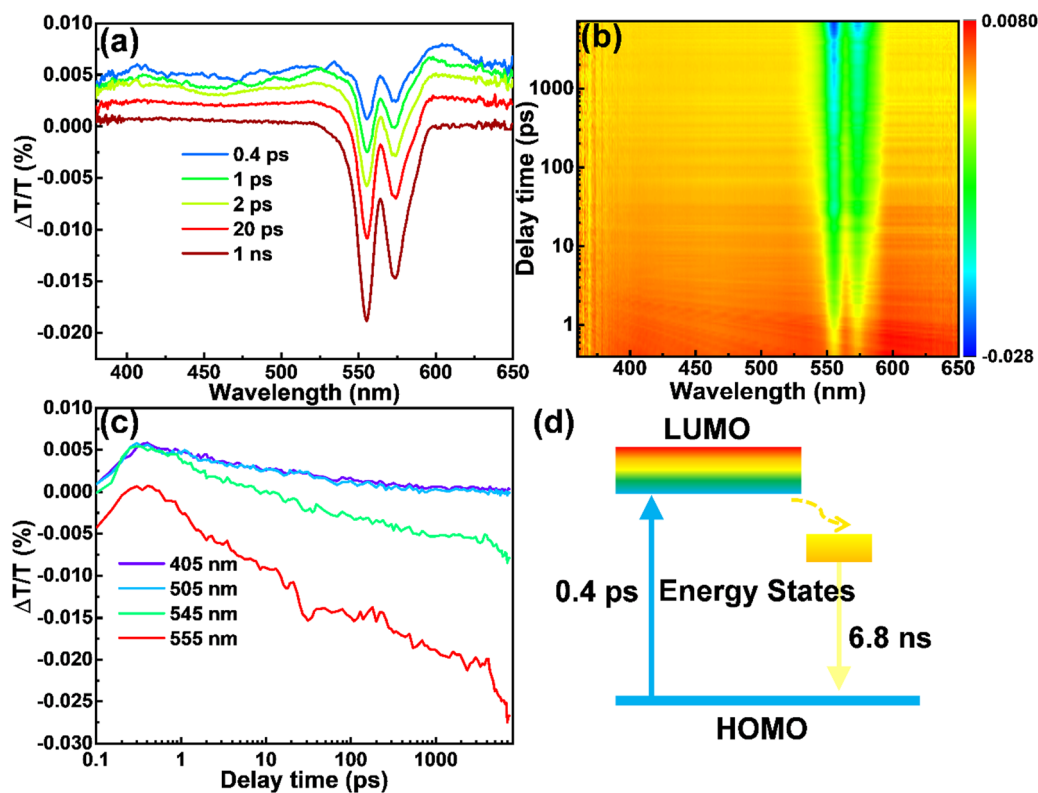 (a)
0.010
0.005
0.000
-0.005
-0.010
-0.015
-0.020
ΔT/T (%)
0.4 ps
1 ps
2 ps
20 ps
1 ns
400 450 500 550 600 650
Wavelength (nm)
(b)
1000
100
10
1
Delay time (ps)
400 450 500 550 600 650
Wavelength (nm)
0.0080
-0.028
(c)
0.010
0.005
0.000
-0.005
-0.010
-0.015
-0.020
-0.025
-0.030
ΔT/T (%)
405 nm
505 nm
545 nm
555 nm
0.1 1 10 100 1000
Delay time (ps)
(d)
LUMO
0.4 ps
Energy States
6.8 ns
HOMO